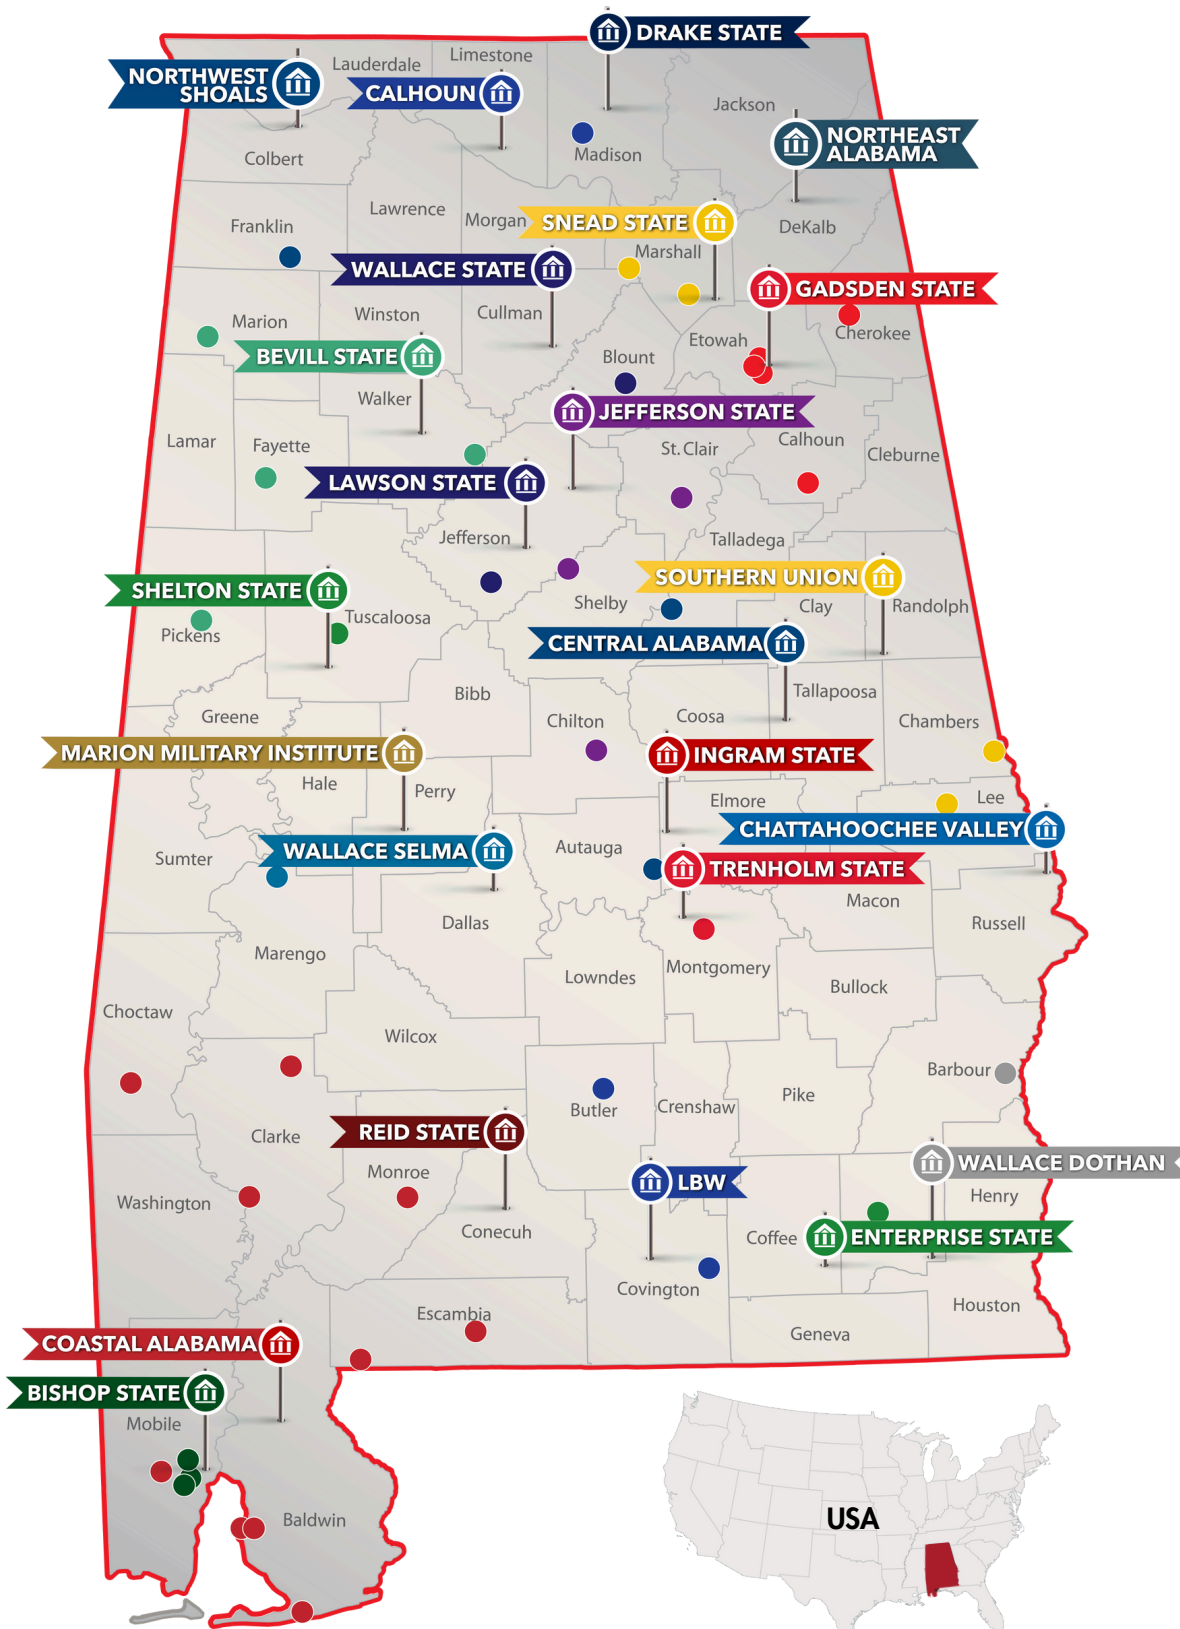 DRAKE STATE
Limestone
Lauderdale
NORTHWEST
SHOALS
CALHOUN
Jackson
NORTHEAST
ALABAMA
Madison
Colbert
Lawrence
Morgan
SNEAD STATE
Franklin
DeKalb
Marshall
WALLACE STATE
GADSDEN STATE
Winston
Cullman
Marion
Cherokee
Etowah
BEVILL STATE
Blount
Walker
JEFFERSON STATE
Lamar
Fayette
Calhoun
St. Clair
Cleburne
LAWSON STATE
Jefferson
Talladega
SOUTHERN UNION
SHELTON STATE
Shelby
Clay
Randolph
Tuscaloosa
Pickens
CENTRAL ALABAMA
Bibb
Tallapoosa
Greene
Chilton
Coosa
Chambers
MARION MILITARY INSTITUTE
INGRAM STATE
Hale
Perry
Elmore
Lee
CHATTAHOOCHEE VALLEY
WALLACE SELMA
Autauga
Sumter
TRENHOLM STATE
Macon
Dallas
Russell
Marengo
Lowndes
Montgomery
Bullock
Choctaw
Wilcox
Barbour
Pike
Butler
Crenshaw
Clarke
REID STATE
WALLACE DOTHAN
Monroe
LBW
Washington
Henry
Conecuh
Coffee
ENTERPRISE STATE
Covington
Houston
Escambia
Geneva
COASTAL ALABAMA
BISHOP STATE
Mobile
Baldwin
USA